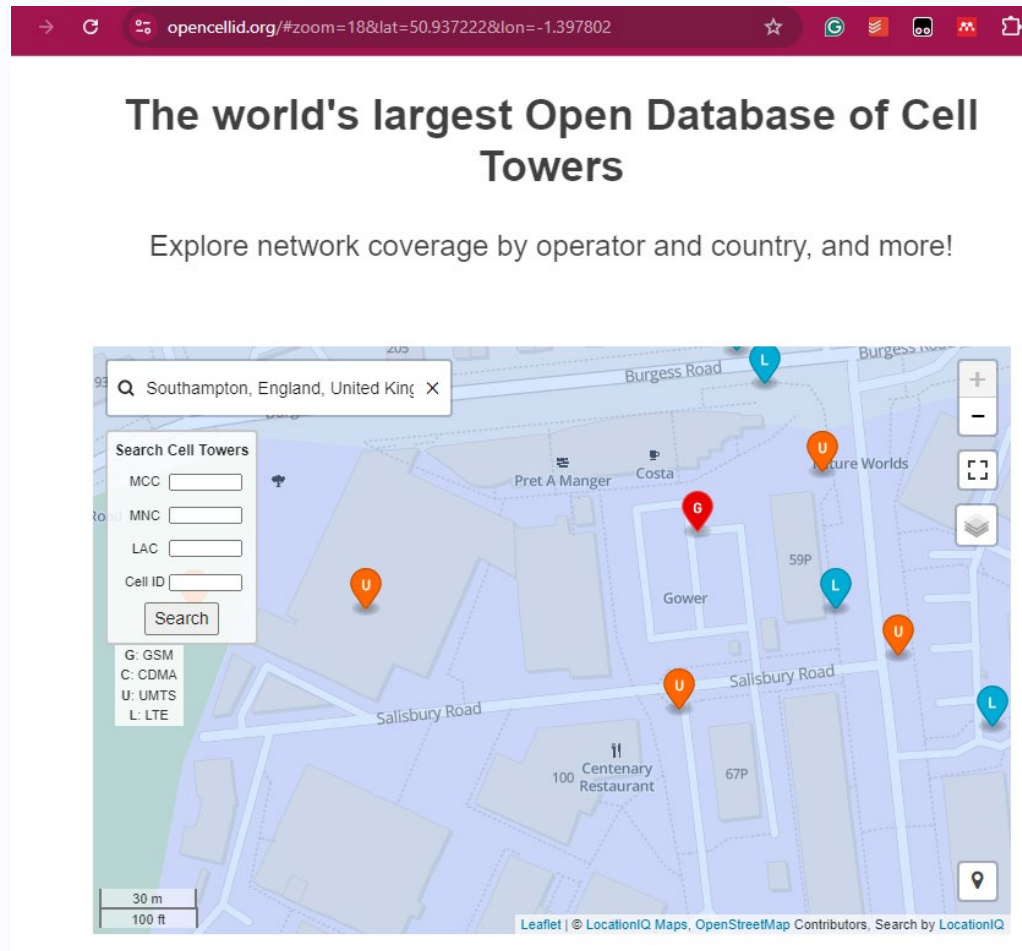 opencellid.org/#zoom=18&lat=50.937222&lon=-1.397802
The world's largest Open Database of Cell
Towers
Explore network coverage by operator and country, and more!
205
93
Southampton, England, United King
Burgess Road
Search Cell Towers
MCC
MNC
LAC
Cell ID
Search
G: GSM
C: CDMA
U: UMTS
L: LTE
L
U
Pret A Manger
Costa
G
59P
U
L
Gower
U
U
Salisbury Road
L
Salisbury Road
100 Centenary
Restaurant
67P
30 m
100 ft
Leaflet | © LocationIQ Maps, OpenStreetMap Contributors, Search by LocationIQ